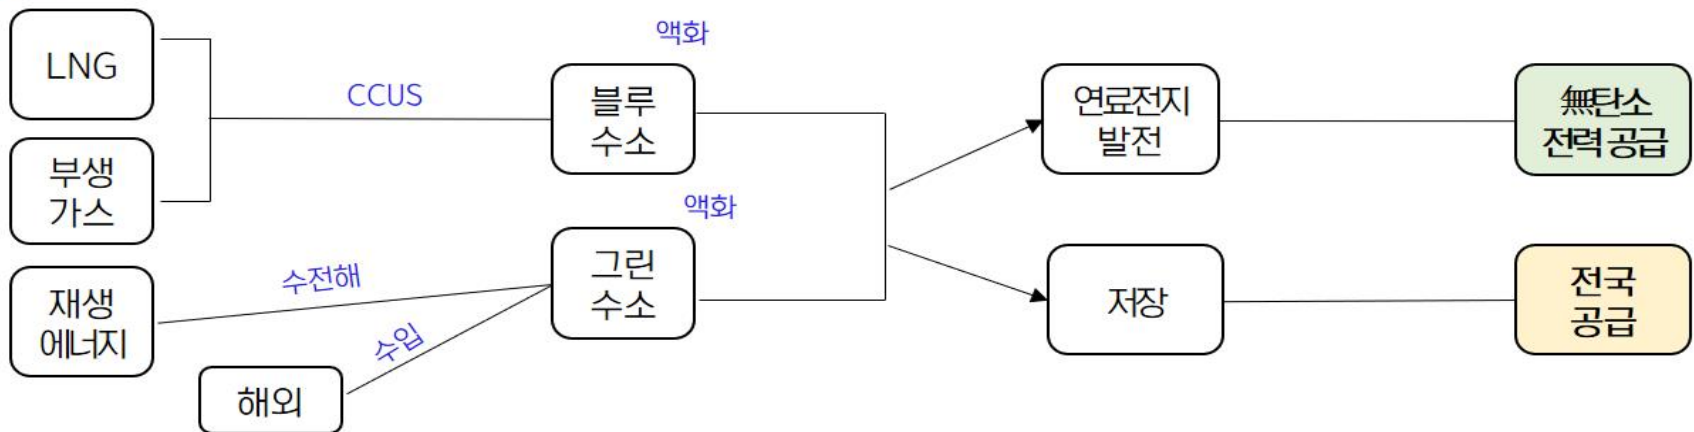 LNG
부생
가스
재생
에너지
해외
CCUS
수전해
수입
액화
블루
수소
액화
그린
수소
연료전지
발전
저장
無탄소
전력 공급
전국
공급